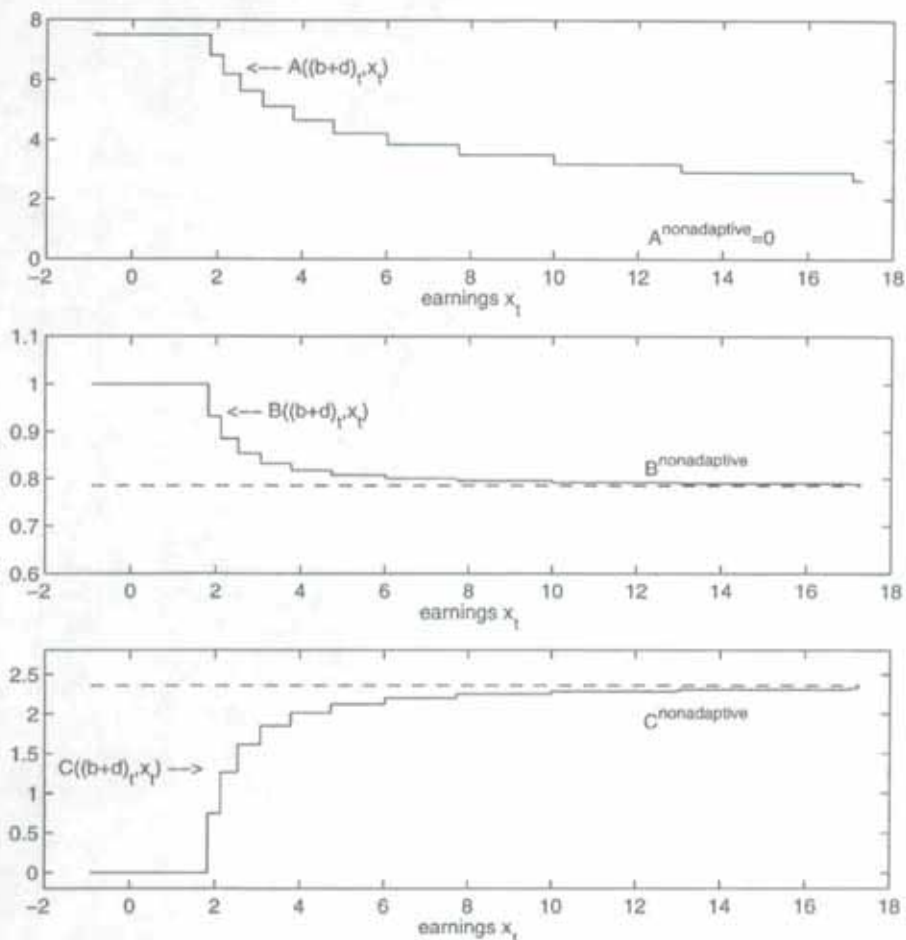 8
6
4
2
0
<--- A((b+d)t,xt)
A^nonadaptive=0
-2 0 2 4 6 8 10 12 14 16 18
earnings xt
1.1
1
0.9
0.8
0.7
0.6
<--- B((b+d)t,xt)
B^nonadaptive
-2 0 2 4 6 8 10 12 14 16 18
earnings xt
2.5
2
1.5
1
0.5
0
C((b+d)t,xt) --->
C^nonadaptive
-2 0 2 4 6 8 10 12 14 16 18
earnings xt